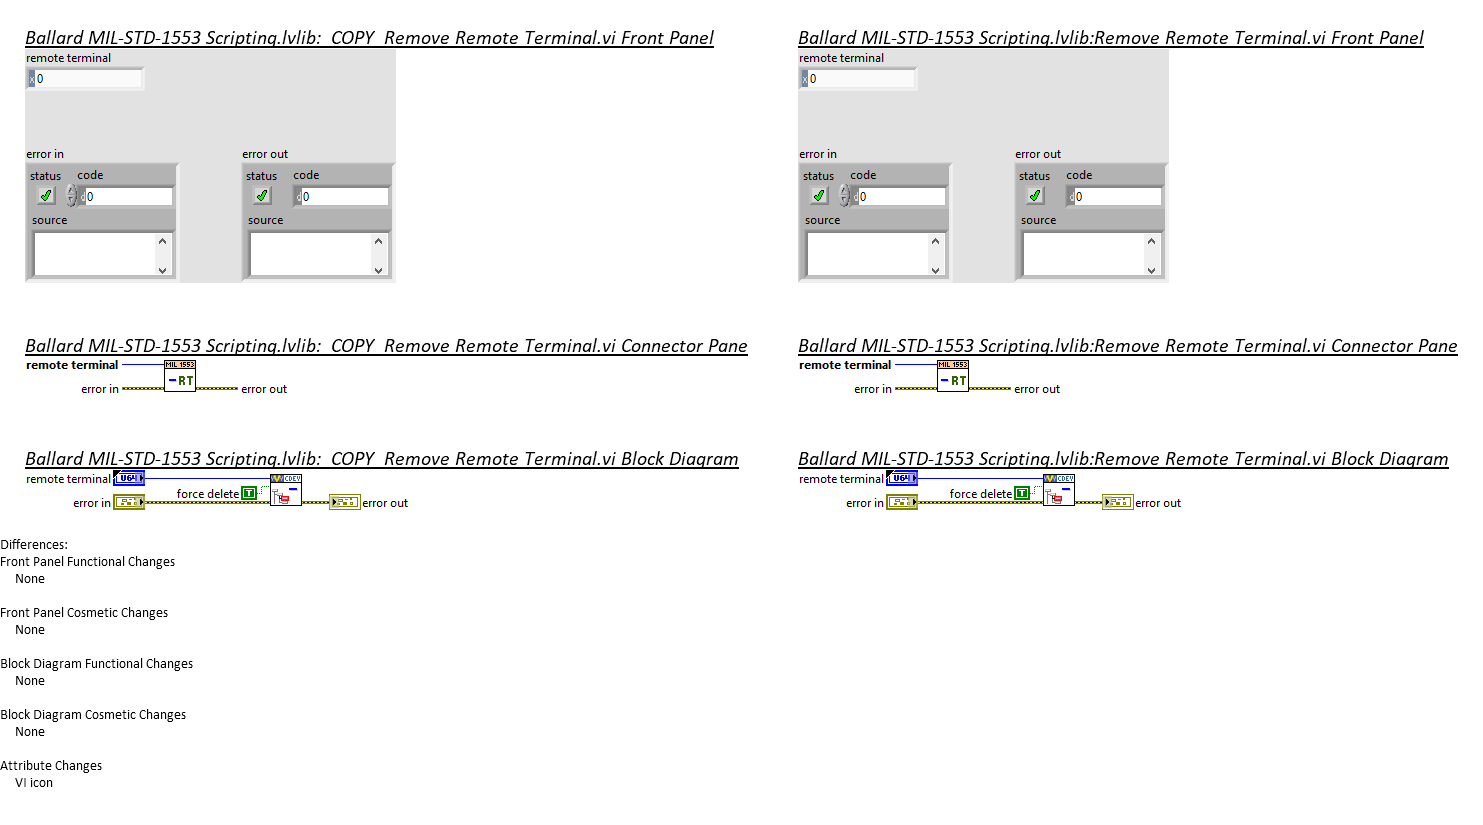 Ballard MIL-STD-1553 Scripting.lvlib:  COPY  Remove Remote Terminal.vi Front Panel
remote terminal
x 0
error in
error out
status code
status code
d 0
d 0
source
source
Ballard MIL-STD-1553 Scripting.lvlib:Remove Remote Terminal.vi Front Panel
remote terminal
x 0
error in
error out
status code
status code
d 0
d 0
source
source
Ballard MIL-STD-1553 Scripting.lvlib:  COPY  Remove Remote Terminal.vi Connector Pane
remote terminal
MIL 1553
-RT
error in
error out
Ballard MIL-STD-1553 Scripting.lvlib:Remove Remote Terminal.vi Connector Pane
remote terminal
MIL 1553
-RT
error in
error out
Ballard MIL-STD-1553 Scripting.lvlib:  COPY  Remove Remote Terminal.vi Block Diagram
remote terminal
U64
V CDEV
force delete
T
error in
error out
Ballard MIL-STD-1553 Scripting.lvlib:Remove Remote Terminal.vi Block Diagram
remote terminal
U64
V CDEV
force delete
T
error in
error out
Differences:
Front Panel Functional Changes
None
Front Panel Cosmetic Changes
None
Block Diagram Functional Changes
None
Block Diagram Cosmetic Changes
None
Attribute Changes
VI icon